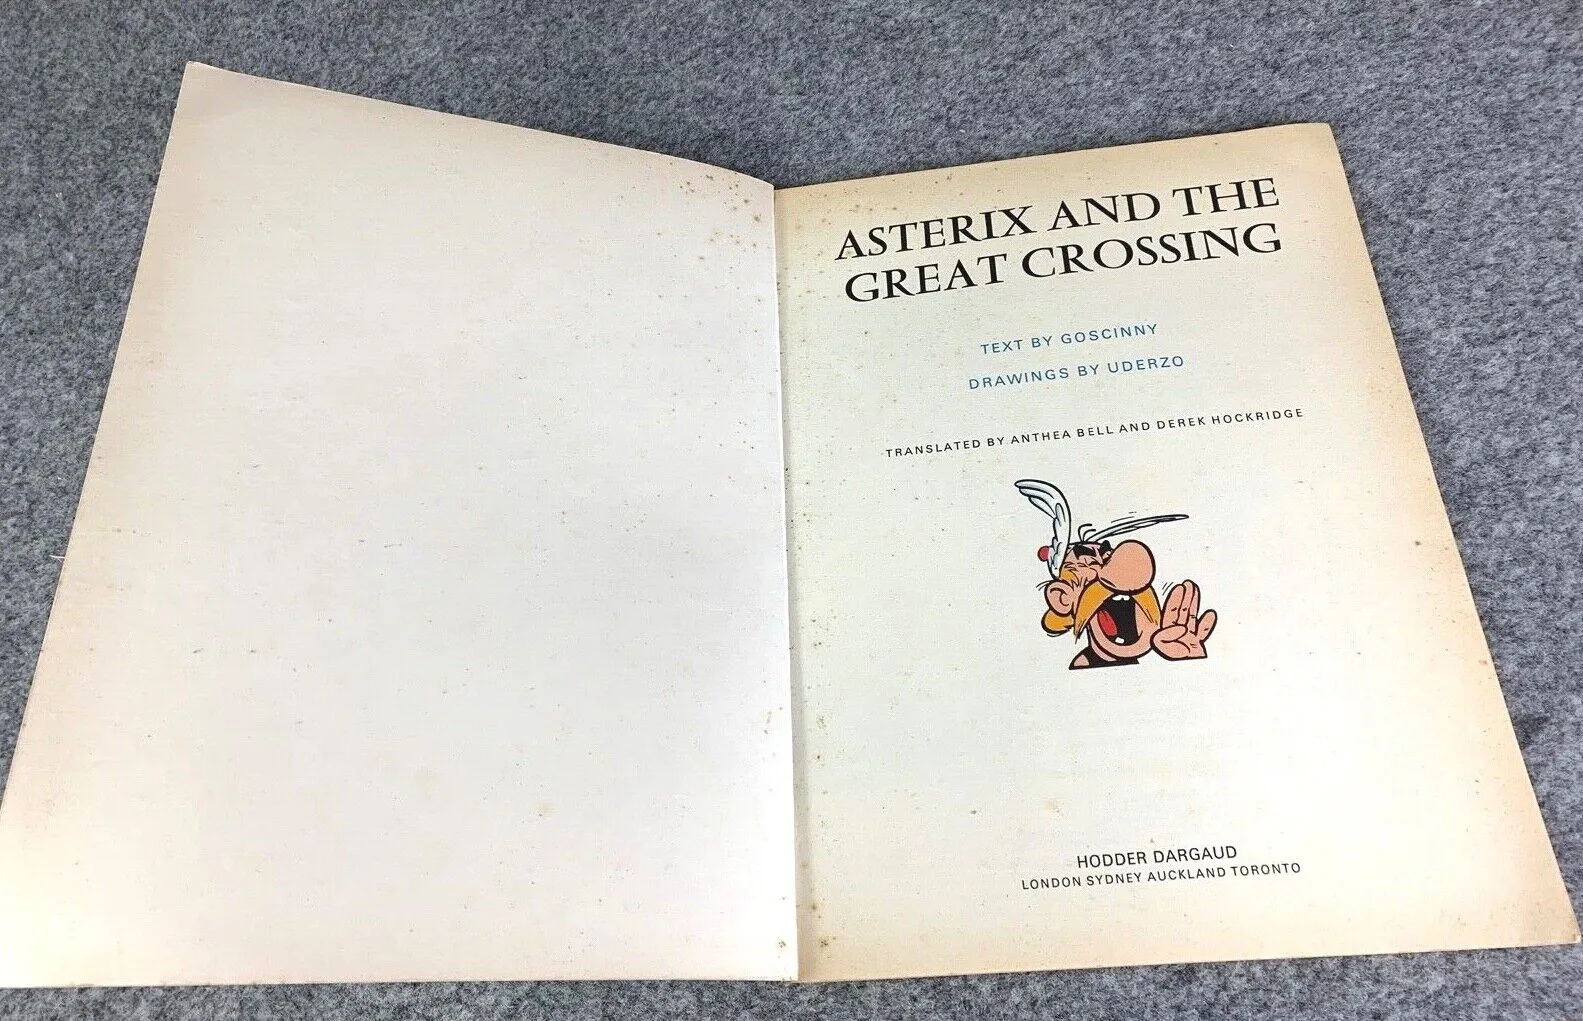 ASTERIX AND THE
GREAT CROSSING
TEXT BY GOSCINNY
DRAWINGS BY UDERZO
TRANSLATED BY ANTHEA BELL AND DEREK HOCKRIDGE
HODDER DARGAUD
LONDON SYDNEY AUCKLAND TORONTO